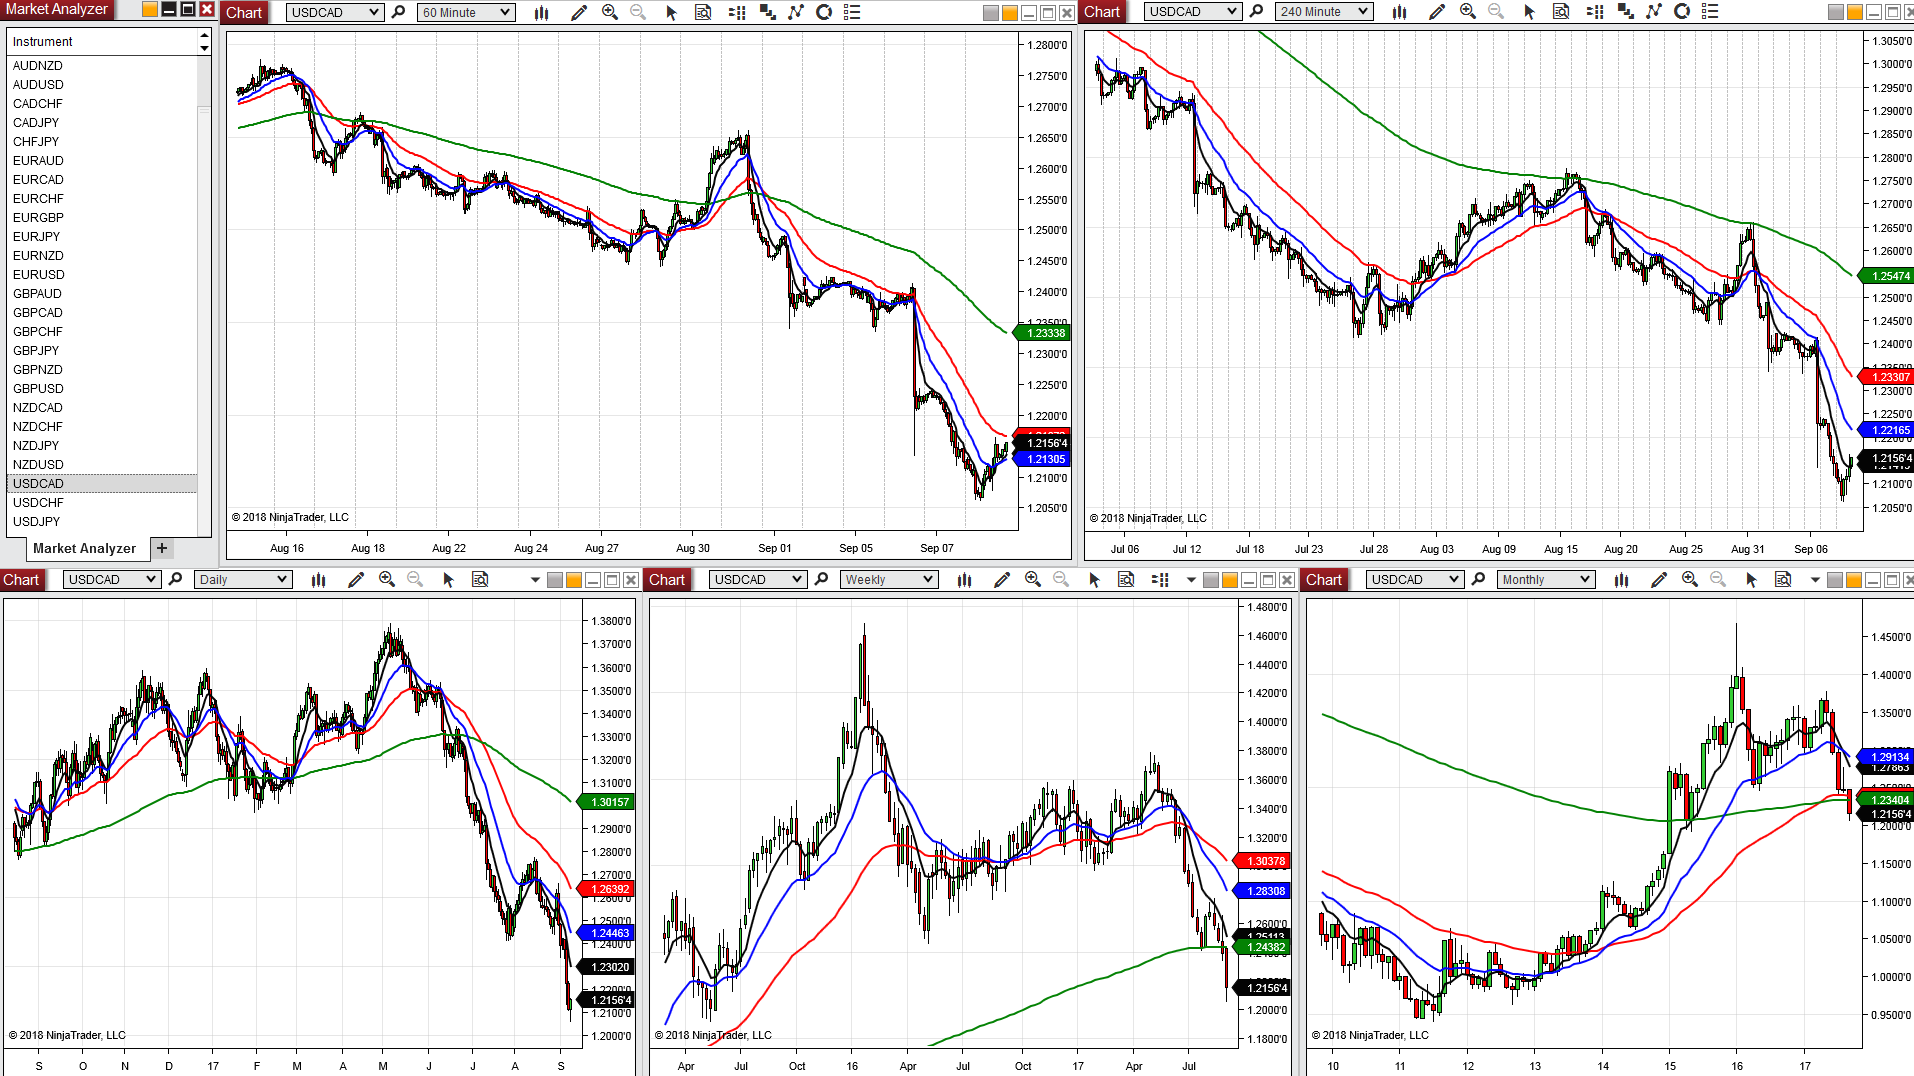 Market Analyzer
Instrument
AUDNZD
AUDUSD
CADCHF
CADJPY
CHFJPY
EURAUD
EURCAD
EURCHF
EURGBP
EURJPY
EURNZD
EURUSD
GBPAUD
GBPCAD
GBPCHF
GBPJPY
GBPNZD
GBPUSD
NZDCAD
NZDCHF
NZDJPY
NZDUSD
USDCAD
USDCHF
USDJPY
Market Analyzer +
Chart USDCAD 60 Minute
1.2800'0
1.2750'0
1.2700'0
1.2650'0
1.2600'0
1.2550'0
1.2500'0
1.2450'0
1.2400'0
1.2350'0
1.23338
1.2300'0
1.2250'0
1.2200'0
1.2156'4
1.21305
1.2100'0
1.2050'0
© 2018 NinjaTrader, LLC
Aug 16 Aug 18 Aug 22 Aug 24 Aug 27 Aug 30 Sep 01 Sep 05 Sep 07
Chart USDCAD 240 Minute
1.3050'0
1.3000'0
1.2950'0
1.2900'0
1.2850'0
1.2800'0
1.2750'0
1.2700'0
1.2650'0
1.2600'0
1.25474
1.2500'0
1.2450'0
1.2400'0
1.2350'0
1.23307
1.2300'0
1.2250'0
1.22165
1.2200'0
1.2156'4
1.2100'0
1.2050'0
© 2018 NinjaTrader, LLC
Jul 06 Jul 12 Jul 18 Jul 23 Jul 28 Aug 03 Aug 09 Aug 15 Aug 20 Aug 25 Aug 31 Sep 06
Chart USDCAD Daily
1.3800'0
1.3700'0
1.3600'0
1.3500'0
1.3400'0
1.3300'0
1.3200'0
1.3100'0
1.30157
1.2900'0
1.2800'0
1.2700'0
1.26392
1.2600'0
1.2500'0
1.24463
1.2400'0
1.23020
1.2200'0
1.2156'4
1.2100'0
1.2000'0
© 2018 NinjaTrader, LLC
S O N D 17 F M A M J J A S
Chart USDCAD Weekly
1.4800'0
1.4600'0
1.4400'0
1.4200'0
1.4000'0
1.3800'0
1.3600'0
1.3400'0
1.3200'0
1.30378
1.28308
1.2600'0
1.25113
1.24382
1.2156'4
1.2000'0
1.1800'0
© 2018 NinjaTrader, LLC
Apr Jul Oct 16 Apr Jul Oct 17 Apr Jul
Chart USDCAD Monthly
1.4500'0
1.4000'0
1.3500'0
1.29134
1.27863
1.23404
1.2156'4
1.2000'0
1.1500'0
1.1000'0
1.0500'0
1.0000'0
0.9500'0
© 2018 NinjaTrader, LLC
10 11 12 13 14 15 16 17